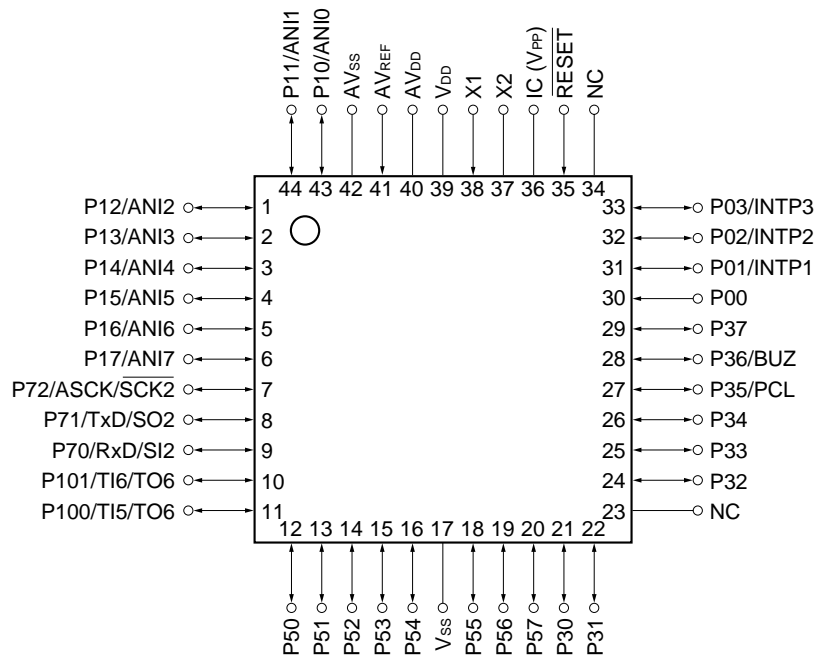 P11/ANI1
P10/ANI0
AVSS
AVREF
AVDD
VDD
X1
X2
IC (VPP)
RESET
NC
44 43 42 41 40 39 38 37 36 35 34
P12/ANI2 1
P13/ANI3 2
P14/ANI4 3
P15/ANI5 4
P16/ANI6 5
P17/ANI7 6
P72/ASCK/SCK2 7
P71/TxD/SO2 8
P70/RxD/SI2 9
P101/TI6/TO6 10
P100/TI5/TO6 11
33 P03/INTP3
32 P02/INTP2
31 P01/INTP1
30 P00
29 P37
28 P36/BUZ
27 P35/PCL
26 P34
25 P33
24 P32
23 NC
12 13 14 15 16 17 18 19 20 21 22
P50
P51
P52
P53
P54
VSS
P55
P56
P57
P30
P31